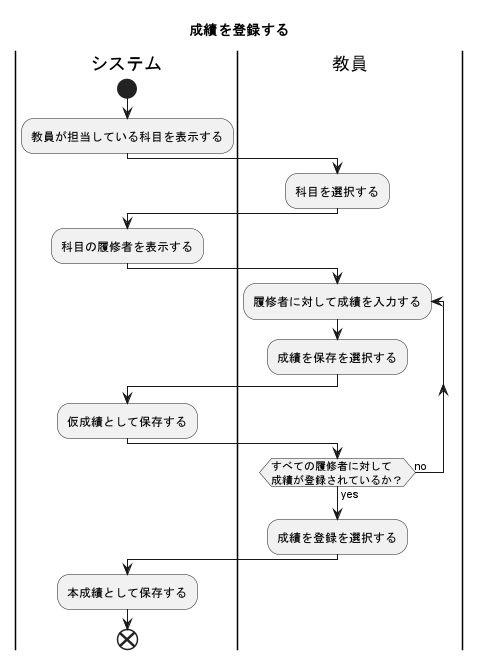 成績を登録する
システム
教員
教員が担当している科目を表示する
科目を選択する
科目の履修者を表示する
履修者に対して成績を入力する
成績を保存を選択する
仮成績として保存する
すべての履修者に対して
成績が登録されているか？
no
yes
成績を登録を選択する
本成績として保存する